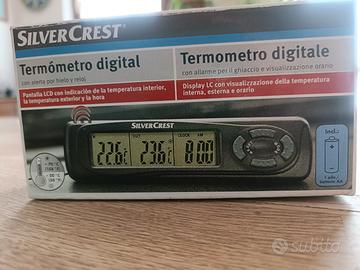 SILVERCREST
Termómetro digital
con alerta por hielo y reloj
Pantalla LCD con indicación de la temperatura interior,
la temperatura exterior y la hora
Termometro digitale
con allarme per il ghiaccio e visualizzazione orario
Display LC con visualizzazione della temperatura
interna, esterna e orario
SILVERCREST
OUT
CLOCK AM
22.6°C 23.6°C 8:00
Incl.:
subito